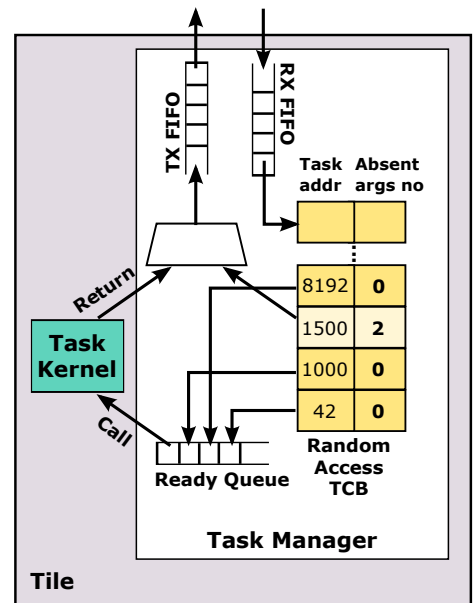 TX FIFO
RX FIFO
Task Absent
addr args no
8192 0
1500 2
1000 0
42 0
Return
Task
Kernel
Call
Ready Queue
Random
Access
TCB
Task Manager
Tile